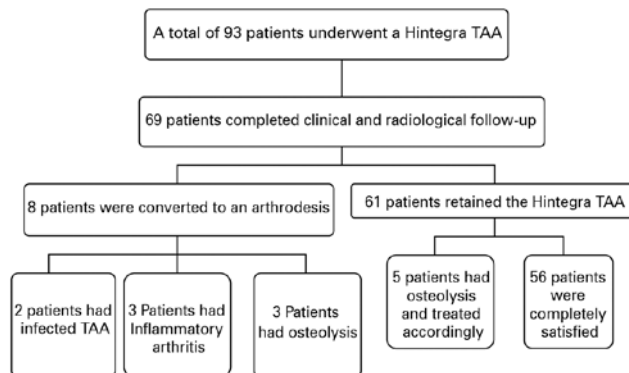 A total of 93 patients underwent a Hintegra TAA
69 patients completed clinical and radiological follow-up
8 patients were converted to an arthrodesis
61 patients retained the Hintegra TAA
2 patients had
infected TAA
3 Patients had
Inflammatory
arthritis
3 Patients
had osteolysis
5 patients had
osteolysis
and treated
accordingly
56 patients
were
completely
satisfied